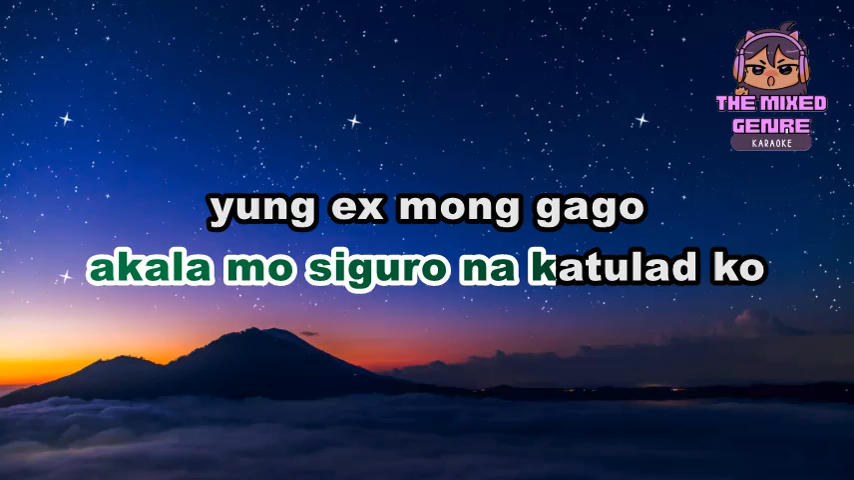 THE MIXED
GENRE
KARAOKE
yung ex mong gago
akala mo siguro na katulad ko